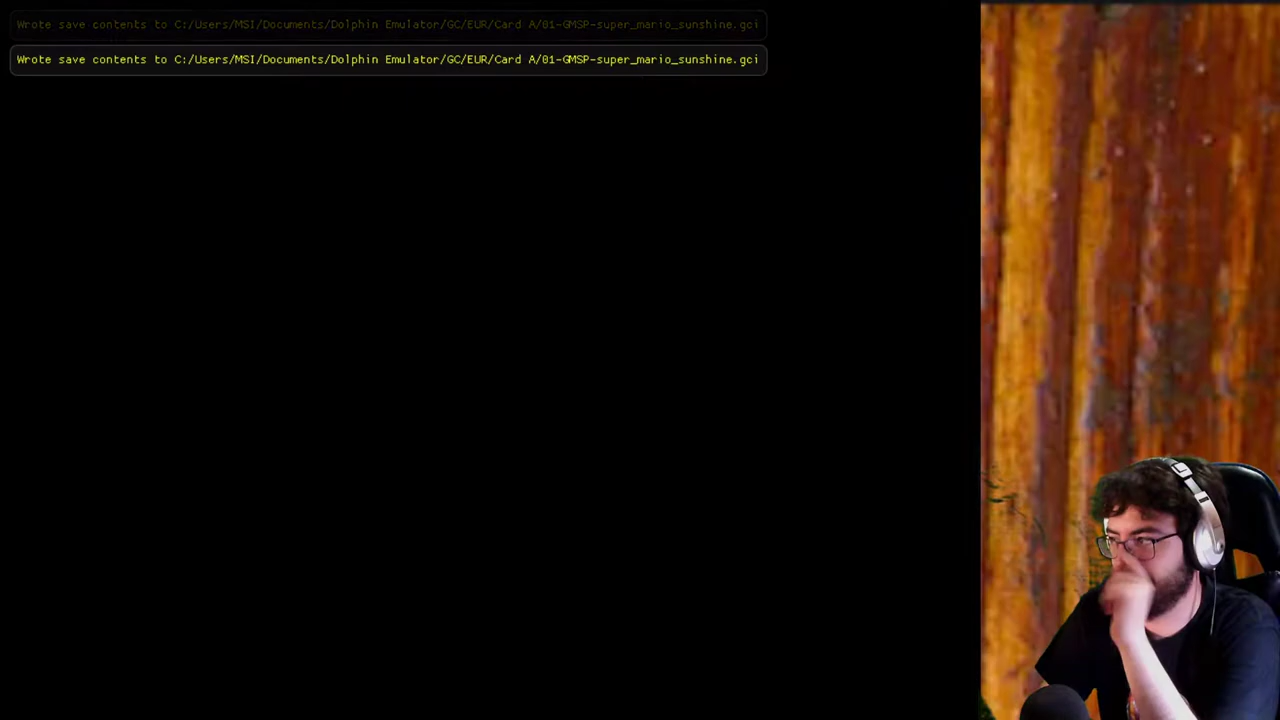 Wrote save contents to C:/Users/MSI/Documents/Dolphin Emulator/GC/EUR/Card A/01-GMSP-super_mario_sunshine.gci
Wrote save contents to C:/Users/MSI/Documents/Dolphin Emulator/GC/EUR/Card A/01-GMSP-super_mario_sunshine.gci